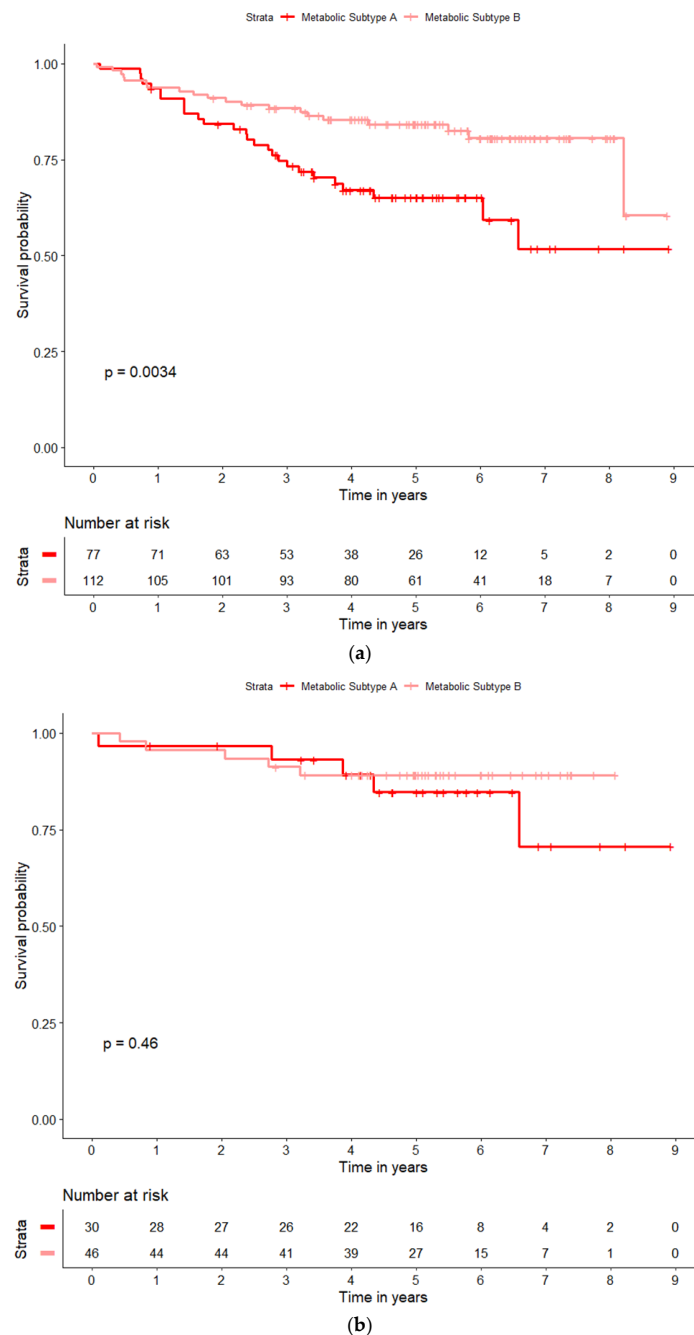 Strata Metabolic Subtype A Metabolic Subtype B
1.00
0.75
0.50
0.25
0.00
Survival probability
p = 0.0034
0 1 2 3 4 5 6 7 8 9
Time in years
Number at risk
Strata
77 71 63 53 38 26 12 5 2 0
112 105 101 93 80 61 41 18 7 0
0 1 2 3 4 5 6 7 8 9
Time in years
(a)
Strata Metabolic Subtype A Metabolic Subtype B
1.00
0.75
0.50
0.25
0.00
Survival probability
p = 0.46
0 1 2 3 4 5 6 7 8 9
Time in years
Number at risk
Strata
30 28 27 26 22 16 8 4 2 0
46 44 44 41 39 27 15 7 1 0
0 1 2 3 4 5 6 7 8 9
Time in years
(b)